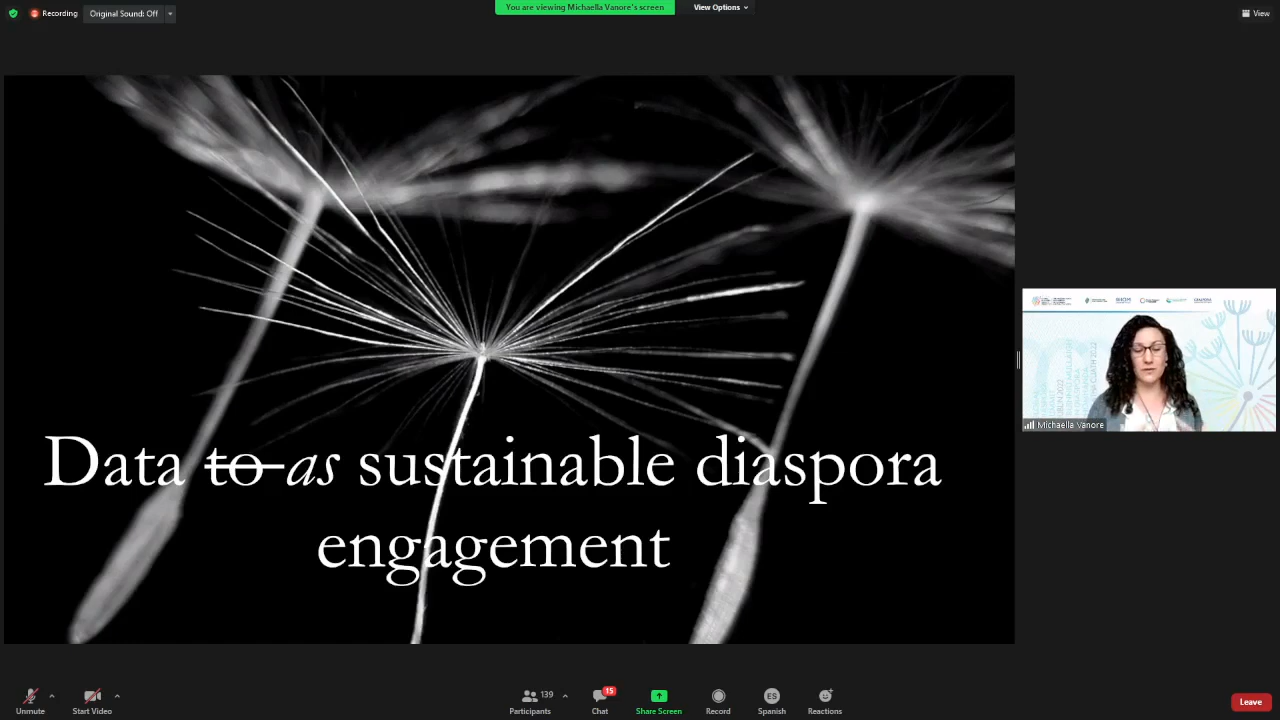 Recording
Original Sound: Off
You are viewing Michaella Vanore's screen
View Options
View
Data to as sustainable diaspora
engagement
Michaella Vanore
Unmute
Start Video
139
Participants
15
Chat
Share Screen
Record
ES
Spanish
Reactions
Leave